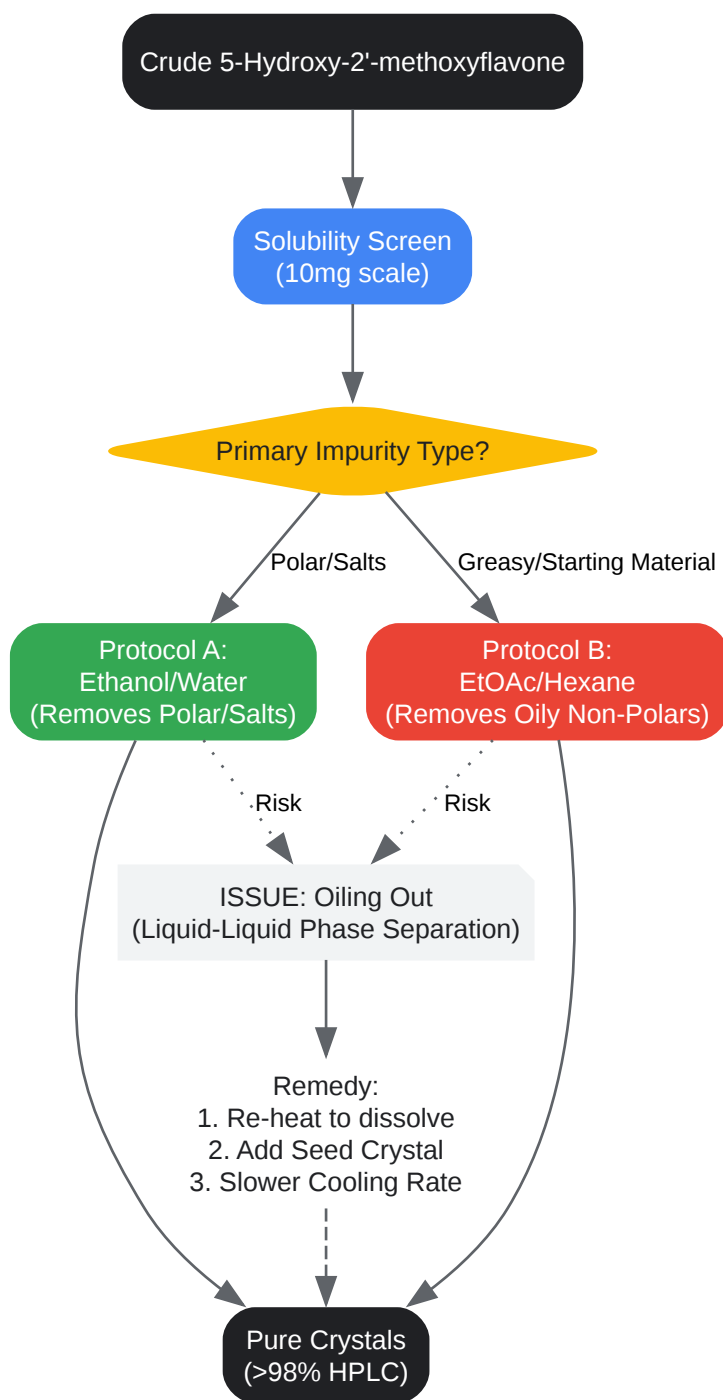 Crude 5-Hydroxy-2'-methoxyflavone
Solubility Screen
(10mg scale)
Primary Impurity Type?
Polar/Salts
Greasy/Starting Material
Protocol A:
Ethanol/Water
(Removes Polar/Salts)
Protocol B:
EtOAc/Hexane
(Removes Oily Non-Polars)
Risk
Risk
ISSUE: Oiling Out
(Liquid-Liquid Phase Separation)
Remedy:
1. Re-heat to dissolve
2. Add Seed Crystal
3. Slower Cooling Rate
Pure Crystals
(>98% HPLC)